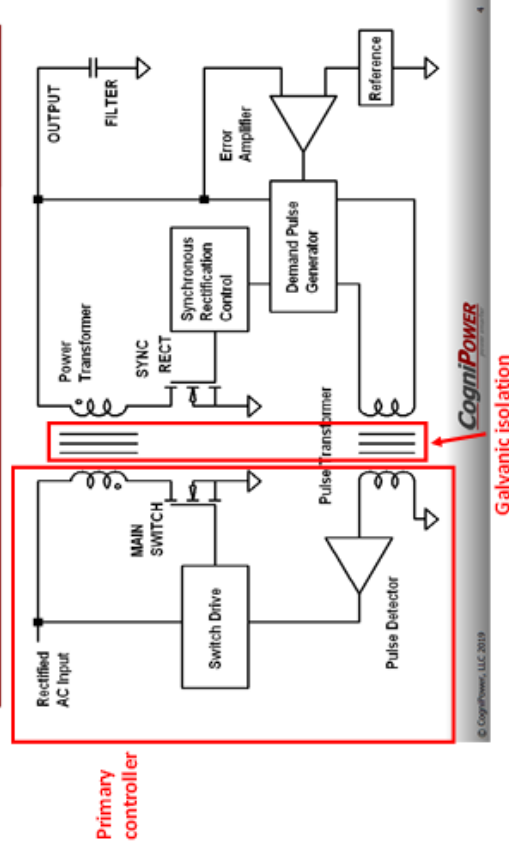 Rectified
AC Input
MAIN
SWITCH
Switch Drive
Pulse Detector
Power
Transformer
SYNC
RECT
Synchronous
Rectification
Control
Demand Pulse
Generator
Pulse Transformer
OUTPUT
FILTER
Error
Amplifier
Reference
© CogniPower, LLC 2019
CogniPower
4
Primary
controller
Galvanic isolation